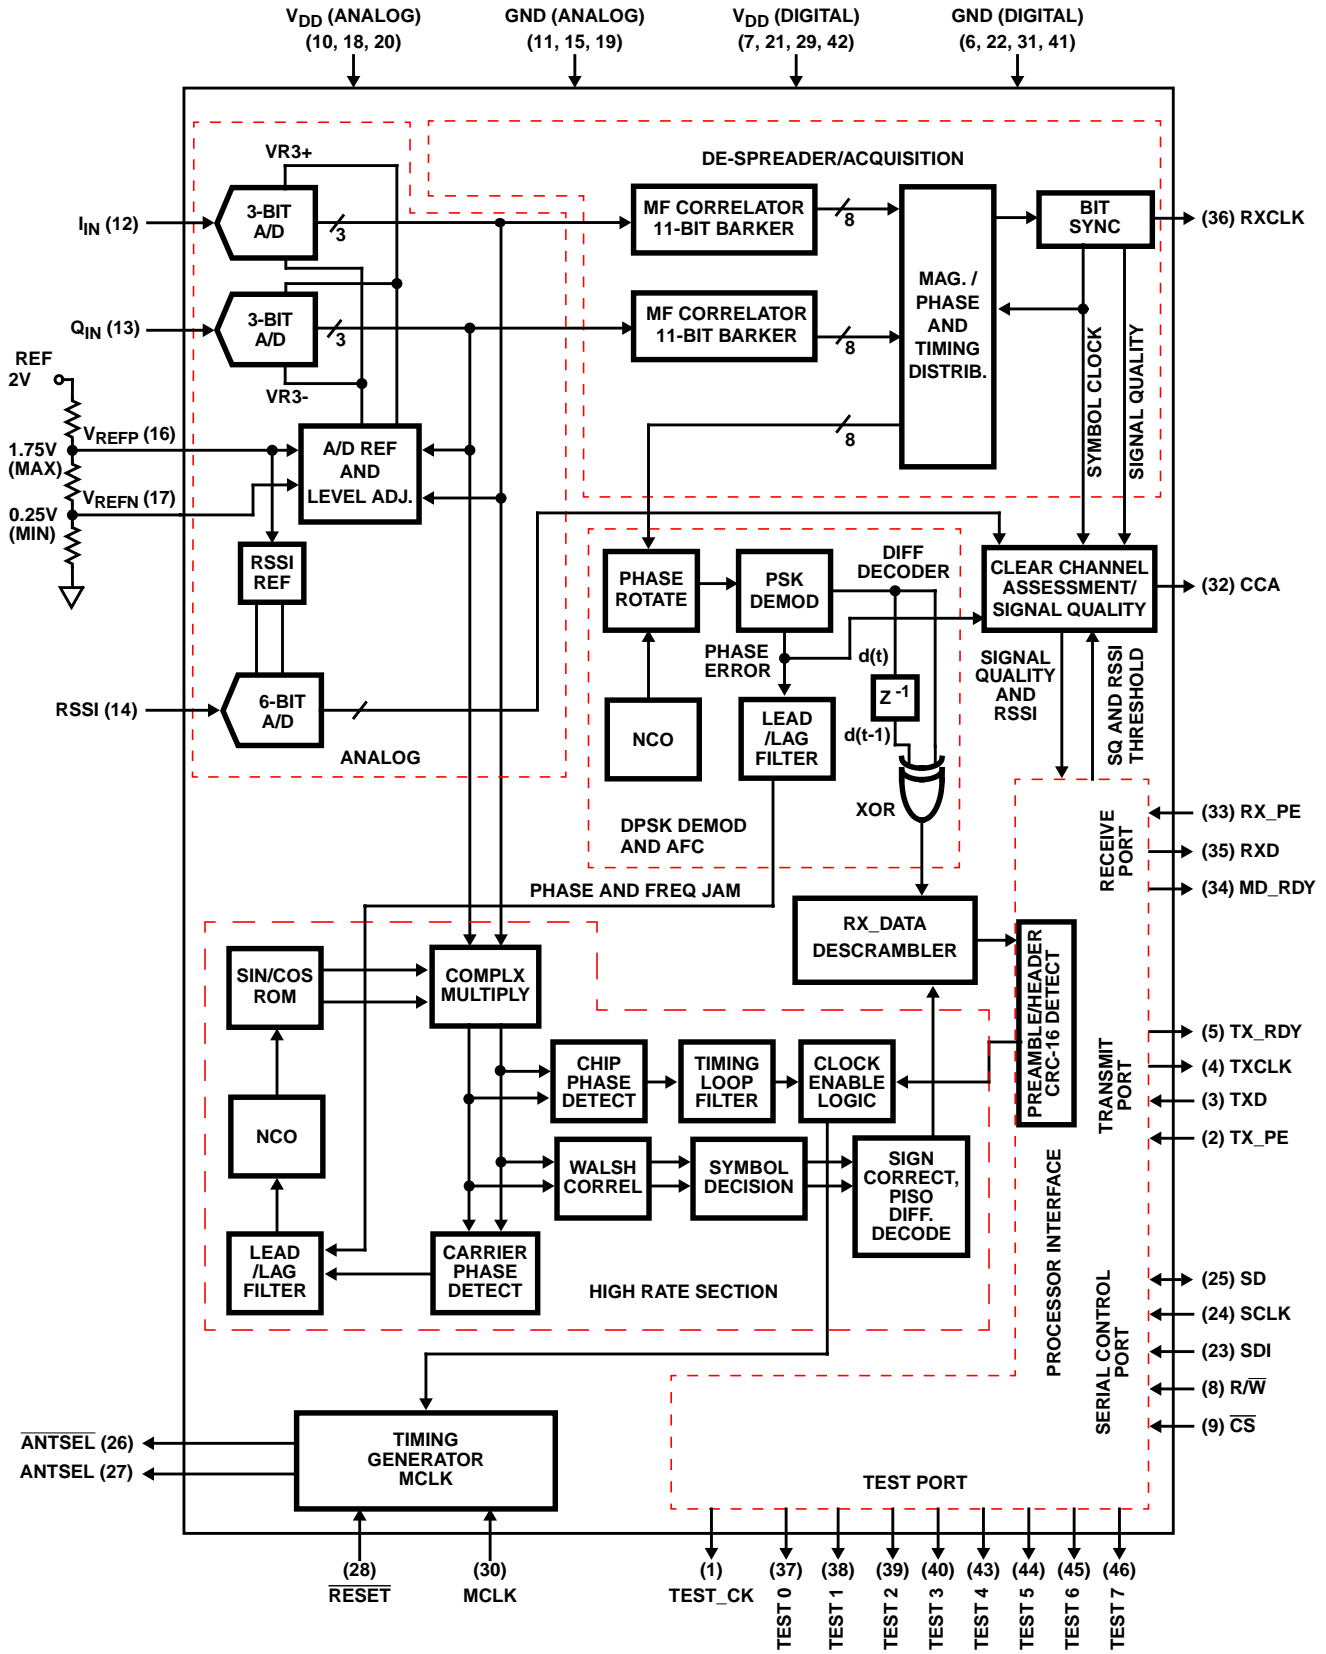 V DD (ANALOG)
(10, 18, 20)
GND (ANALOG)
(11, 15, 19)
V DD (DIGITAL)
(7, 21, 29, 42)
GND (DIGITAL)
(6, 22, 31, 41)
DE-SPREADER/ACQUISITION
VR3+
I IN (12)
3-BIT
A/D
3
MF CORRELATOR
11-BIT BARKER
8
BIT
SYNC
(36) RXCLK
MAG. /
PHASE
AND
TIMING
DISTRIB.
Q IN (13)
3-BIT
A/D
3
MF CORRELATOR
11-BIT BARKER
8
SYMBOL CLOCK
SIGNAL QUALITY
REF
2V
VR3-
V REFP (16)
1.75V
(MAX)
V REFN (17)
0.25V
(MIN)
A/D REF
AND
LEVEL ADJ.
8
RSSI
REF
PHASE
ROTATE
PSK
DEMOD
DIFF
DECODER
CLEAR CHANNEL
ASSESSMENT/
SIGNAL QUALITY
(32) CCA
PHASE
ERROR
d(t)
SIGNAL
QUALITY
AND
RSSI
SQ AND RSSI
THRESHOLD
RSSI (14)
6-BIT
A/D
ANALOG
NCO
LEAD
/LAG
FILTER
Z -1
d(t-1)
XOR
DPSK DEMOD
AND AFC
RECEIVE
PORT
(33) RX_PE
(35) RXD
(34) MD_RDY
PHASE AND FREQ JAM
RX_DATA
DESCRAMBLER
PREAMBLE/HEADER
CRC-16 DETECT
SIN/COS
ROM
COMPLX
MULTIPLY
TRANSMIT
PORT
(5) TX_RDY
(4) TXCLK
(3) TXD
(2) TX_PE
CHIP
PHASE
DETECT
TIMING
LOOP
FILTER
CLOCK
ENABLE
LOGIC
NCO
WALSH
CORREL
SYMBOL
DECISION
SIGN
CORRECT,
PISO
DIFF.
DECODE
PROCESSOR INTERFACE
LEAD
/LAG
FILTER
CARRIER
PHASE
DETECT
HIGH RATE SECTION
SERIAL CONTROL
PORT
(25) SD
(24) SCLK
(23) SDI
(8) R/W̅
(9) C̅S̅
A̅N̅T̅S̅E̅L̅ (26)
ANTSEL (27)
TIMING
GENERATOR
MCLK
TEST PORT
(28)
R̅E̅S̅E̅T̅
(30)
MCLK
(1)
TEST_CK
(37)
TEST 0
(38)
TEST 1
(39)
TEST 2
(40)
TEST 3
(43)
TEST 4
(44)
TEST 5
(45)
TEST 6
(46)
TEST 7